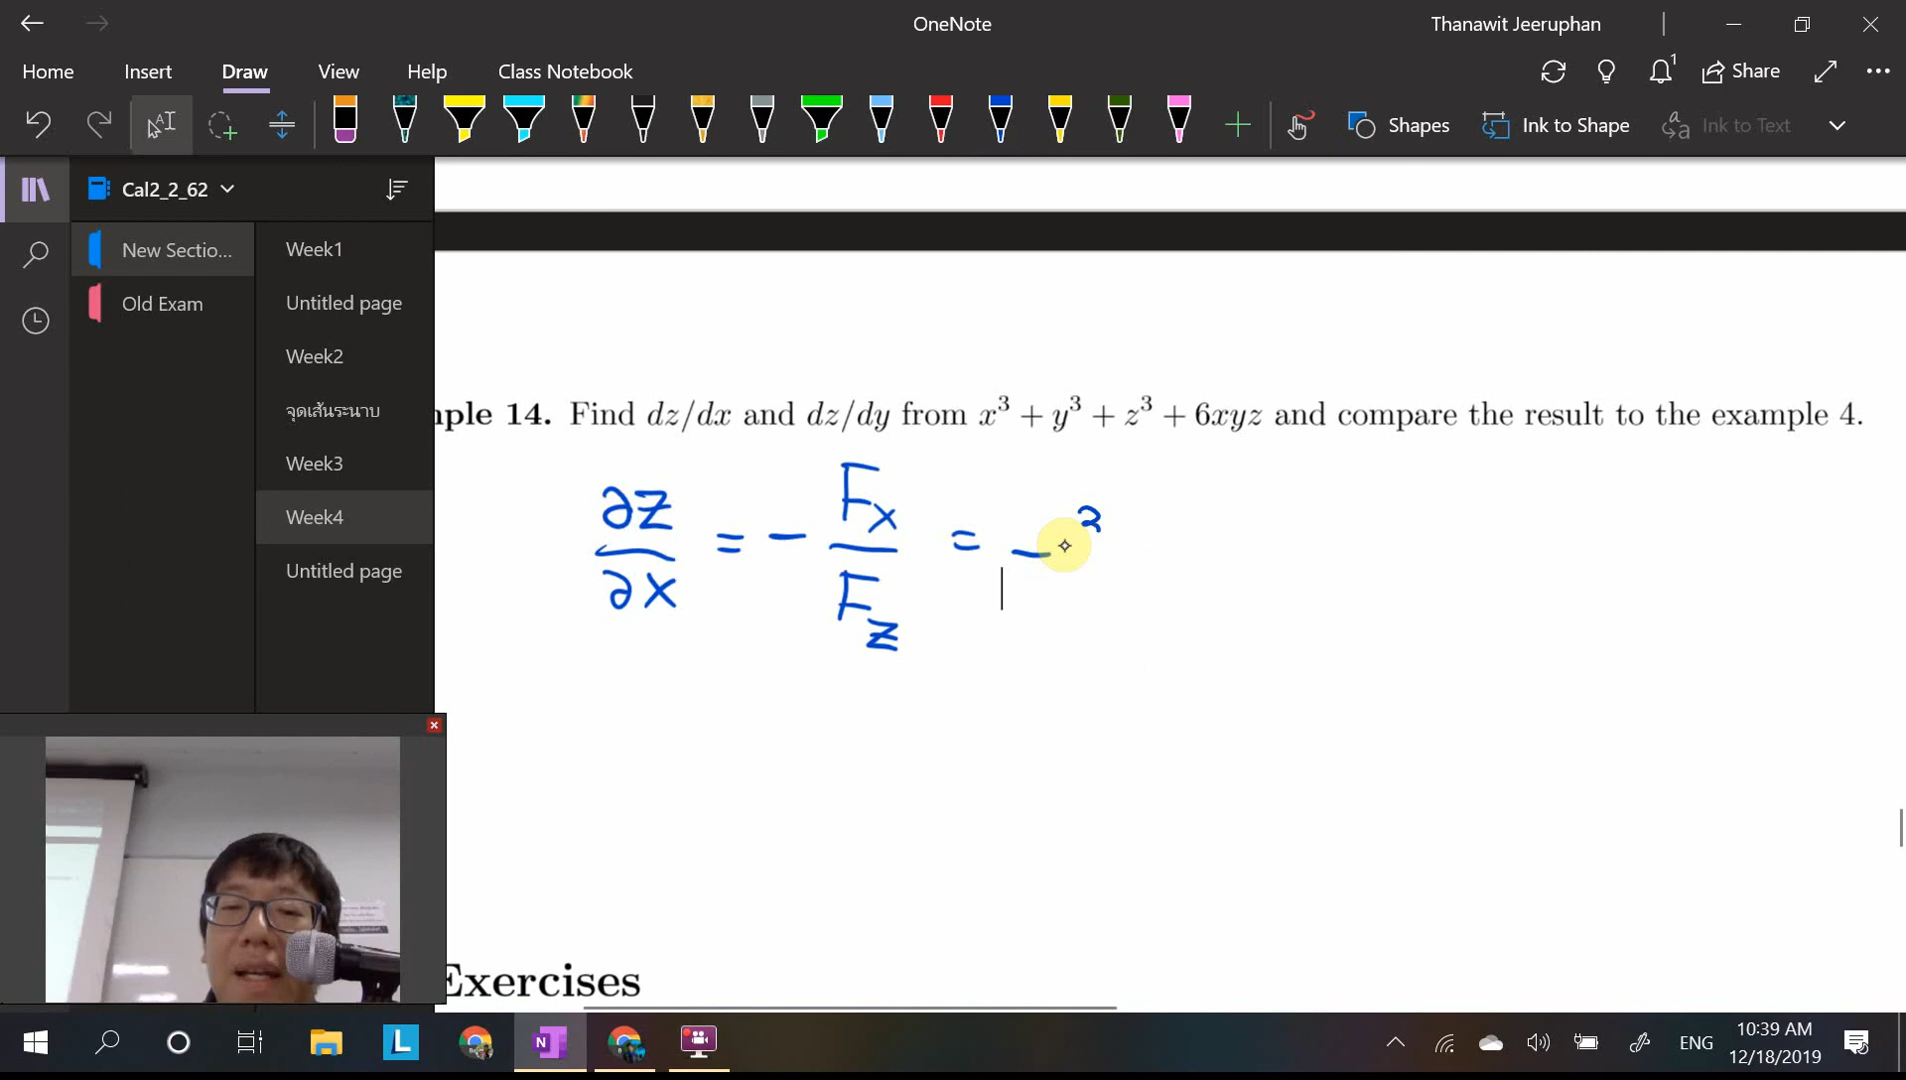 OneNote
Thanawit Jeeruphan
Home Insert Draw View Help Class Notebook
1
Share
Shapes
Ink to Shape
Ink to Text
Cal2_2_62
New Sectio...
Old Exam
Week1
Untitled page
Week2
จุดเส้นระนาบ
Week3
Week4
Untitled page
mple 14. Find dz/dx and dz/dy from x³ + y³ + z³ + 6xyz and compare the result to the example 4.
∂z/∂x = − Fx/Fz = −
Exercises
L
N
ENG
10:39 AM
12/18/2019